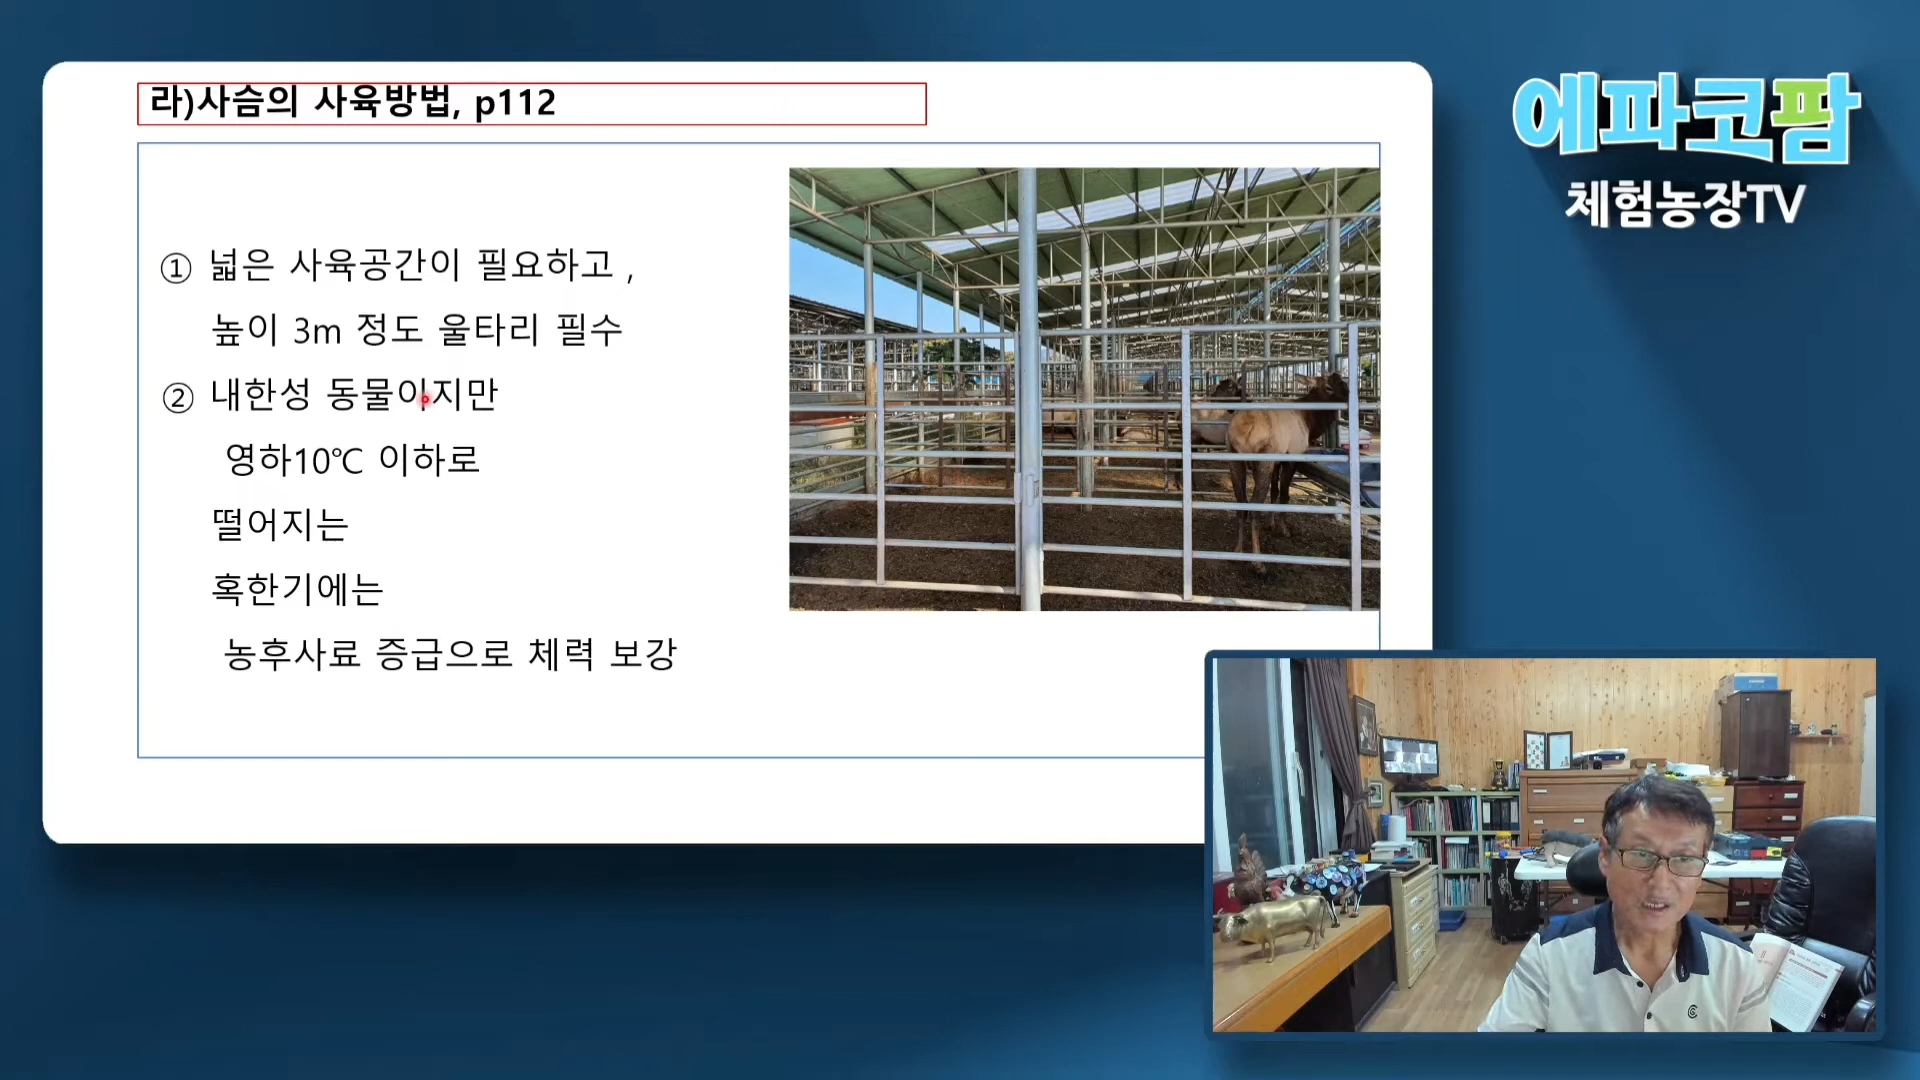 라)사슴의 사육방법, p112
① 넓은 사육공간이 필요하고 ,
높이 3m 정도 울타리 필수
② 내한성 동물이지만
영하10℃ 이하로
떨어지는
혹한기에는
농후사료 증급으로 체력 보강
에파코팜
체험농장TV